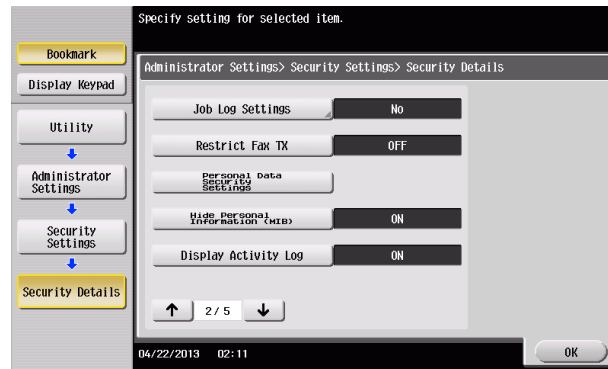 Specify setting for selected item.
Bookmark
Display Keypad
Utility
Administrator
Settings
Security
Settings
Security Details
Administrator Settings> Security Settings> Security Details
Job Log Settings No
Restrict Fax TX OFF
Personal Data
Security
Settings
Hide Personal
Information (MIB) ON
Display Activity Log ON
↑ 2/5 ↓
04/22/2013 02:11
OK